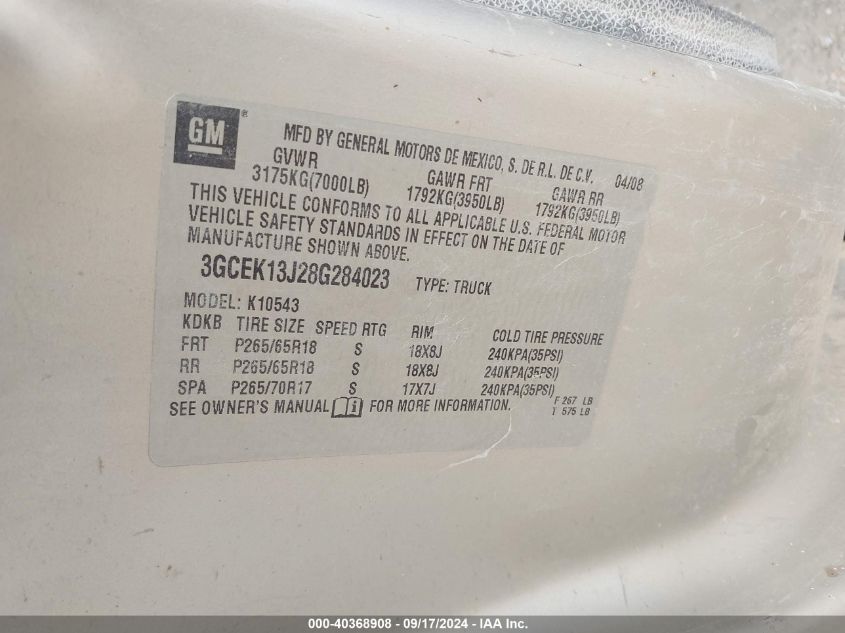 GM®
MFD BY GENERAL MOTORS DE MEXICO, S. DE R.L. DE C.V. 04/08
GVWR GAWR FRT GAWR RR
3175KG(7000LB) 1792KG(3950LB) 1792KG(3950LB)
THIS VEHICLE CONFORMS TO ALL APPLICABLE U.S. FEDERAL MOTOR
VEHICLE SAFETY STANDARDS IN EFFECT ON THE DATE OF
MANUFACTURE SHOWN ABOVE.
3GCEK13J28G284023 TYPE: TRUCK
MODEL: K10543
KDKB TIRE SIZE SPEED RTG RIM COLD TIRE PRESSURE
FRT P265/65R18 S 18X8J 240KPA(35PSI)
RR P265/65R18 S 18X8J 240KPA(35PSI)
SPA P265/70R17 S 17X7J 240KPA(35PSI)
SEE OWNER'S MANUAL FOR MORE INFORMATION.
F 267 LB
T 575 LB
000-40368908 - 09/17/2024 - IAA Inc.